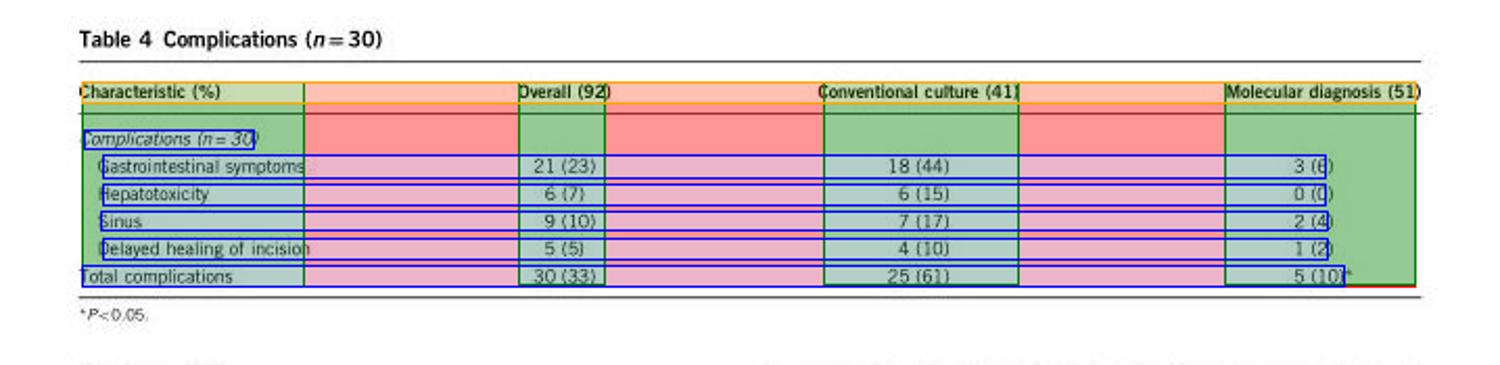 Table 4 Complications (n = 30)
Characteristic (%) Overall (92) Conventional culture (41) Molecular diagnosis (51)
Complications (n = 30)
Gastrointestinal symptoms 21 (23) 18 (44) 3 (6)
Hepatotoxicity 6 (7) 6 (15) 0 (0)
Sinus 9 (10) 7 (17) 2 (4)
Delayed healing of incision 5 (5) 4 (10) 1 (2)
Total complications 30 (33) 25 (61) 5 (10)*
*P<0.05.